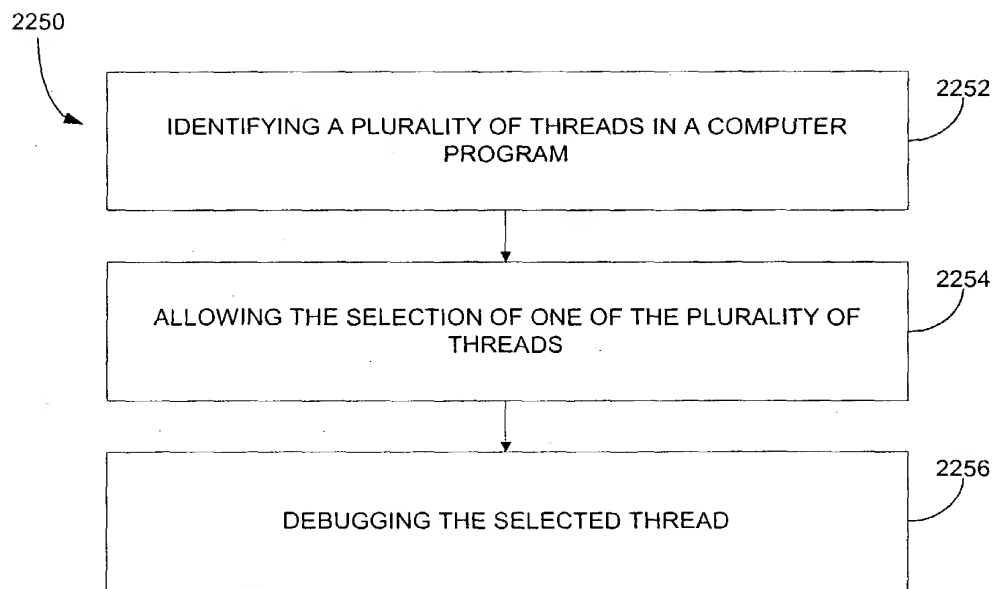 2250
2252
IDENTIFYING A PLURALITY OF THREADS IN A COMPUTER
PROGRAM
2254
ALLOWING THE SELECTION OF ONE OF THE PLURALITY OF
THREADS
2256
DEBUGGING THE SELECTED THREAD